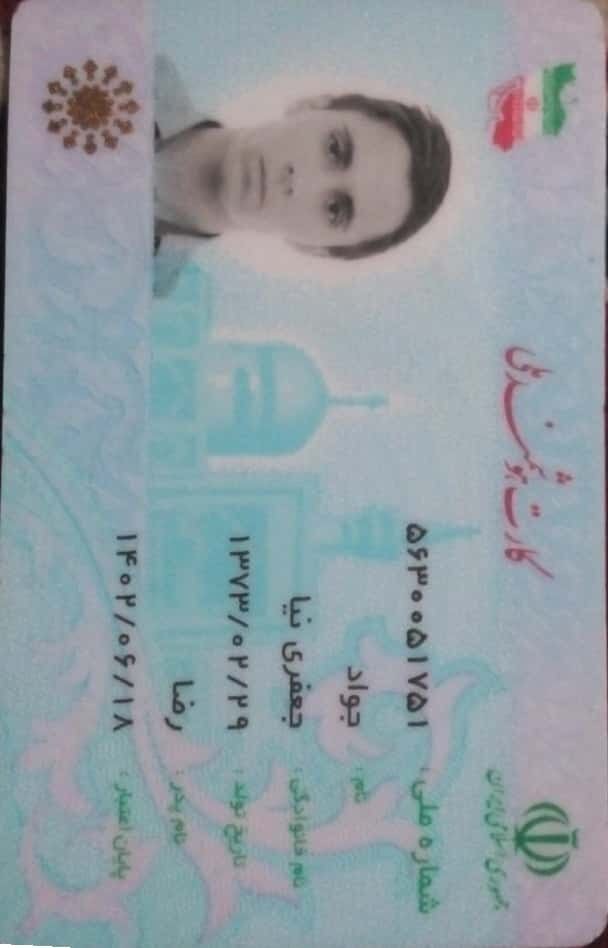 جمهوری اسلامی ایران
کارت هوشمند ملی
شماره ملی: ۵۶۳۰۰۵۱۷۵۱
نام: جواد
نام خانوادگی: جعفری نیا
تاریخ تولد: ۱۳۷۳/۰۲/۲۹
نام پدر: رضا
پایان اعتبار: ۱۴۰۲/۰۶/۱۸